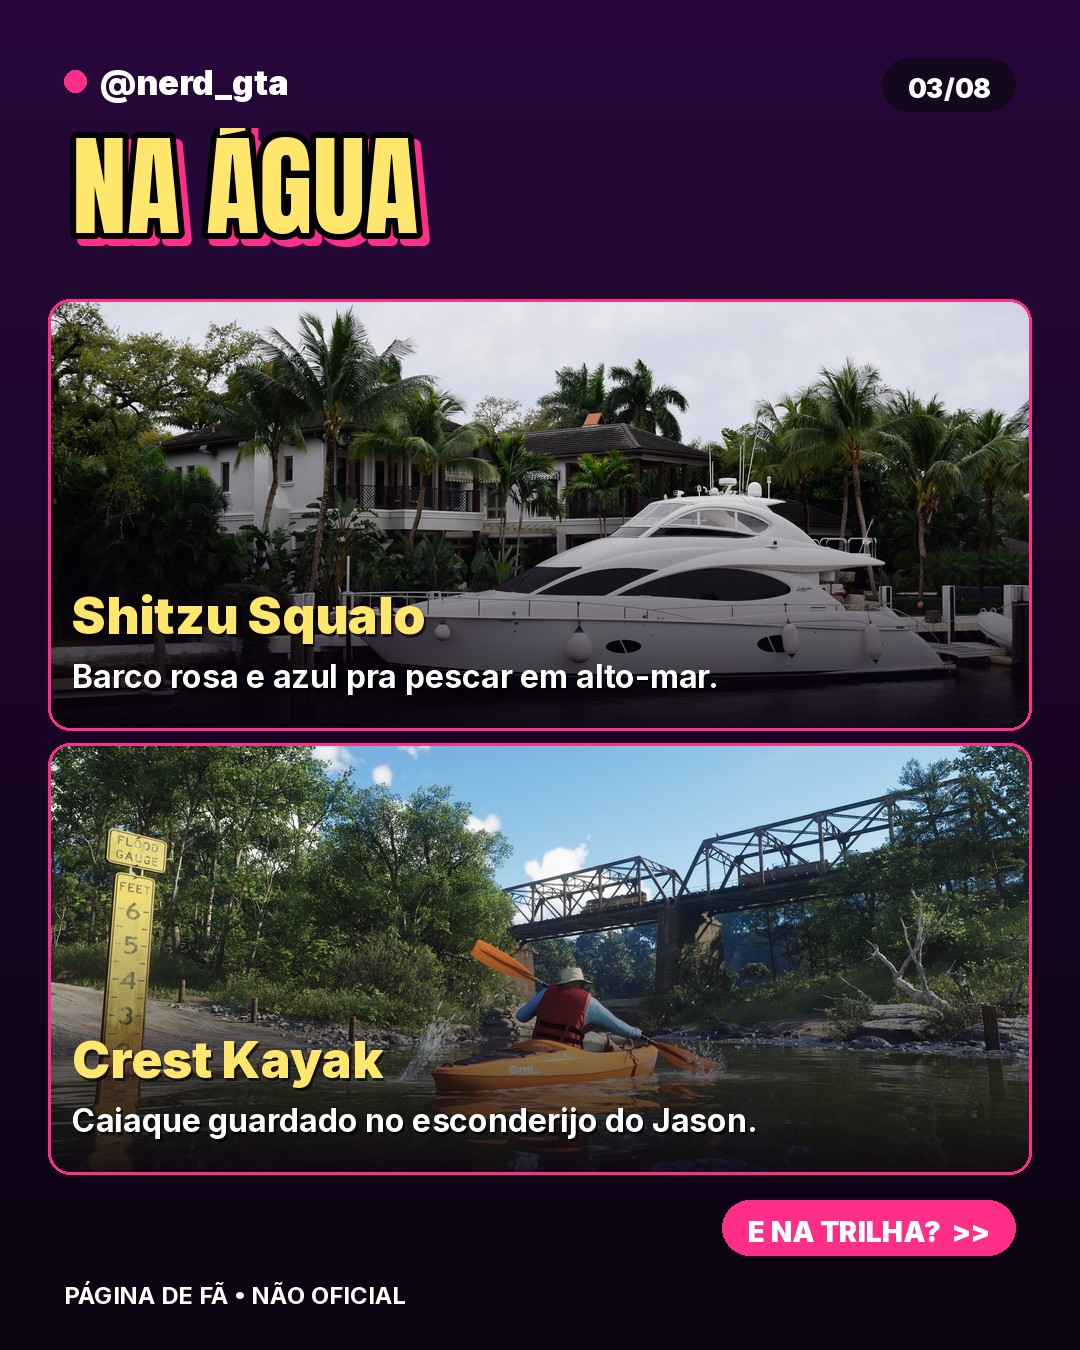 @nerd_gta
03/08
NA ÁGUA
Shitzu Squalo
Barco rosa e azul pra pescar em alto-mar.
FLOOD
GAUGE
FEET
6
5
4
3
Crest Kayak
Caiaque guardado no esconderijo do Jason.
E NA TRILHA? >>
PÁGINA DE FÃ • NÃO OFICIAL